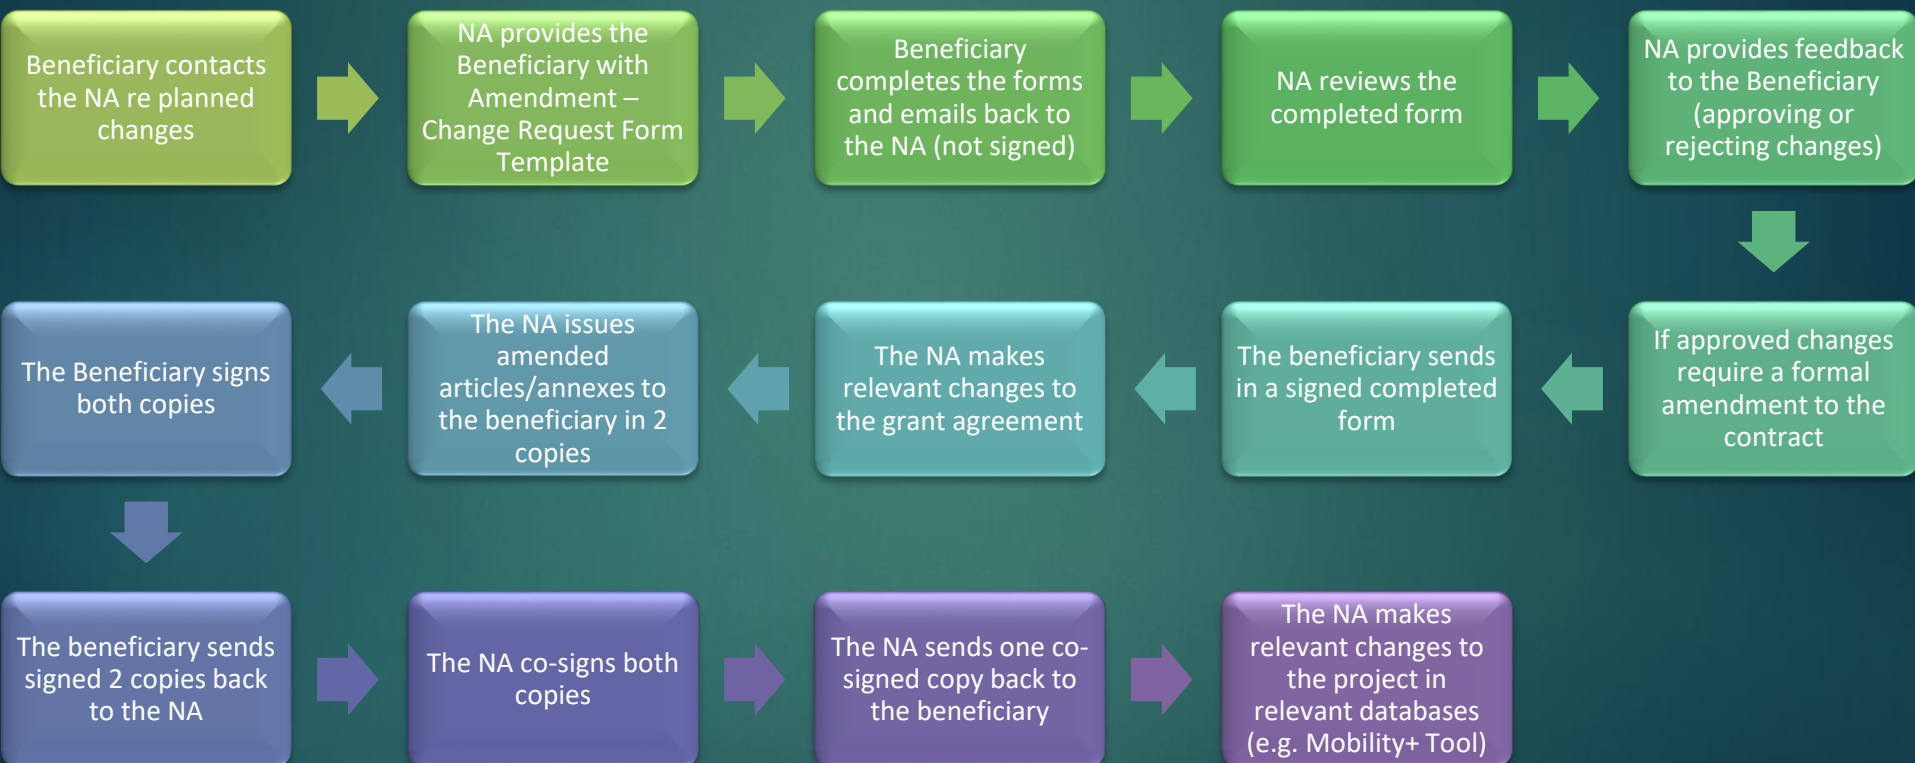 Beneficiary contacts
the NA re planned
changes
NA provides the
Beneficiary with
Amendment –
Change Request Form
Template
Beneficiary
completes the forms
and emails back to
the NA (not signed)
NA reviews the
completed form
NA provides feedback
to the Beneficiary
(approving or
rejecting changes)
If approved changes
require a formal
amendment to the
contract
The beneficiary sends
in a signed completed
form
The NA makes
relevant changes to
the grant agreement
The NA issues
amended
articles/annexes to
the beneficiary in 2
copies
The Beneficiary signs
both copies
The beneficiary sends
signed 2 copies back
to the NA
The NA co-signs both
copies
The NA sends one co-
signed copy back to
the beneficiary
The NA makes
relevant changes to
the project in
relevant databases
(e.g. Mobility+ Tool)